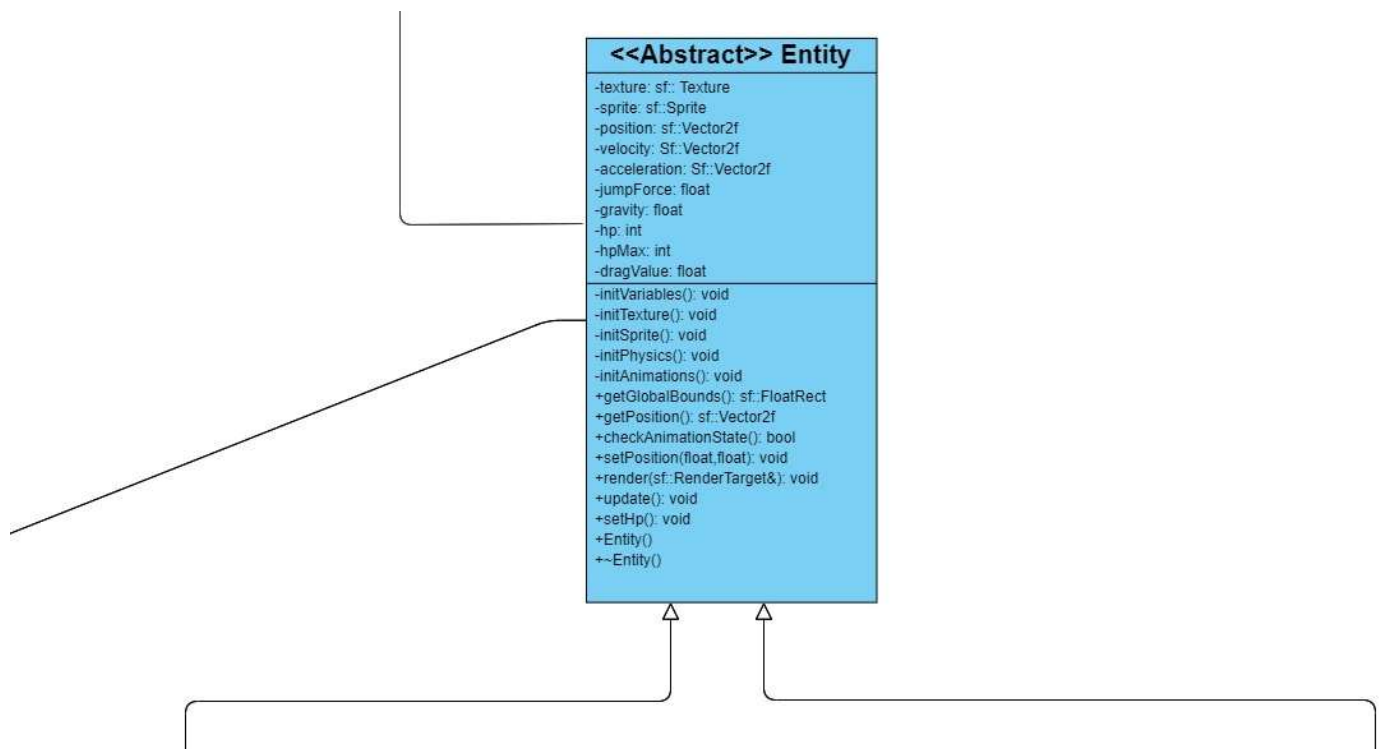 <<Abstract>> Entity
-texture: sf:: Texture
-sprite: sf::Sprite
-position: sf::Vector2f
-velocity: Sf::Vector2f
-acceleration: Sf::Vector2f
-jumpForce: float
-gravity: float
-hp: int
-hpMax: int
-dragValue: float
-initVariables(): void
-initTexture(): void
-initSprite(): void
-initPhysics(): void
-initAnimations(): void
+getGlobalBounds(): sf::FloatRect
+getPosition(): sf::Vector2f
+checkAnimationState(): bool
+setPosition(float,float): void
+render(sf::RenderTarget&): void
+update(): void
+setHp(): void
+Entity()
+~Entity()